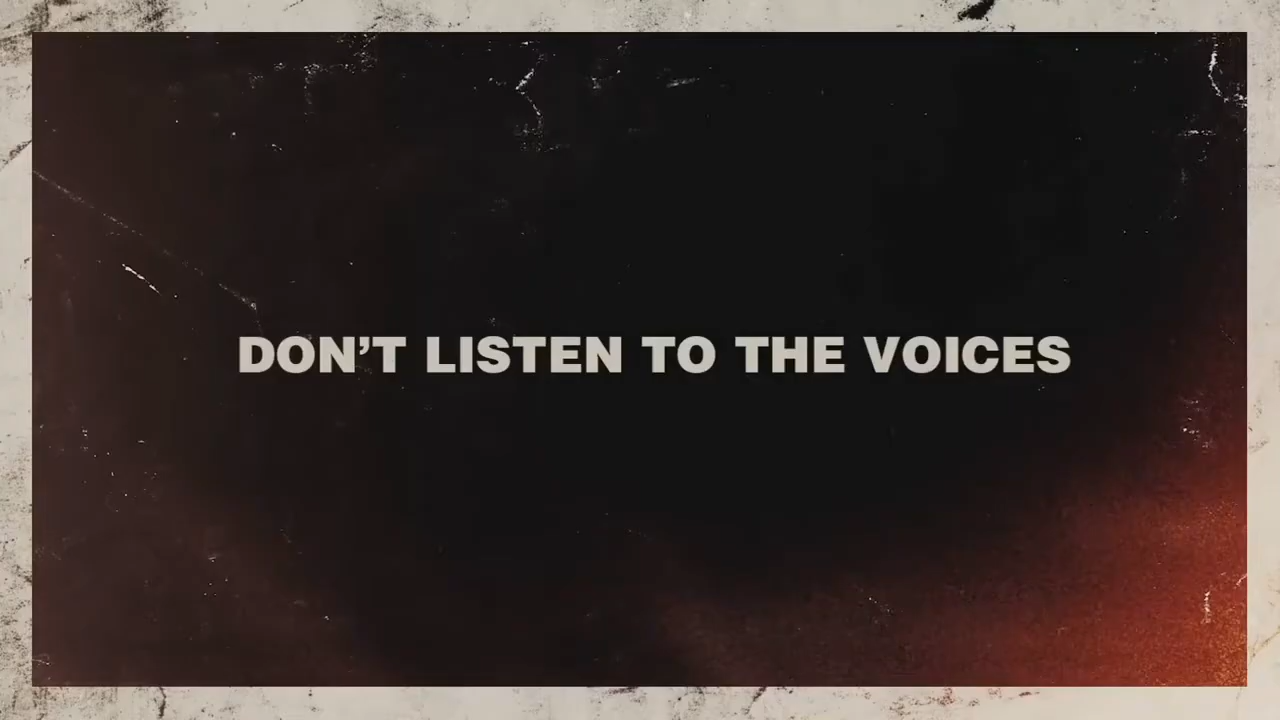 DON’T LISTEN TO THE VOICES